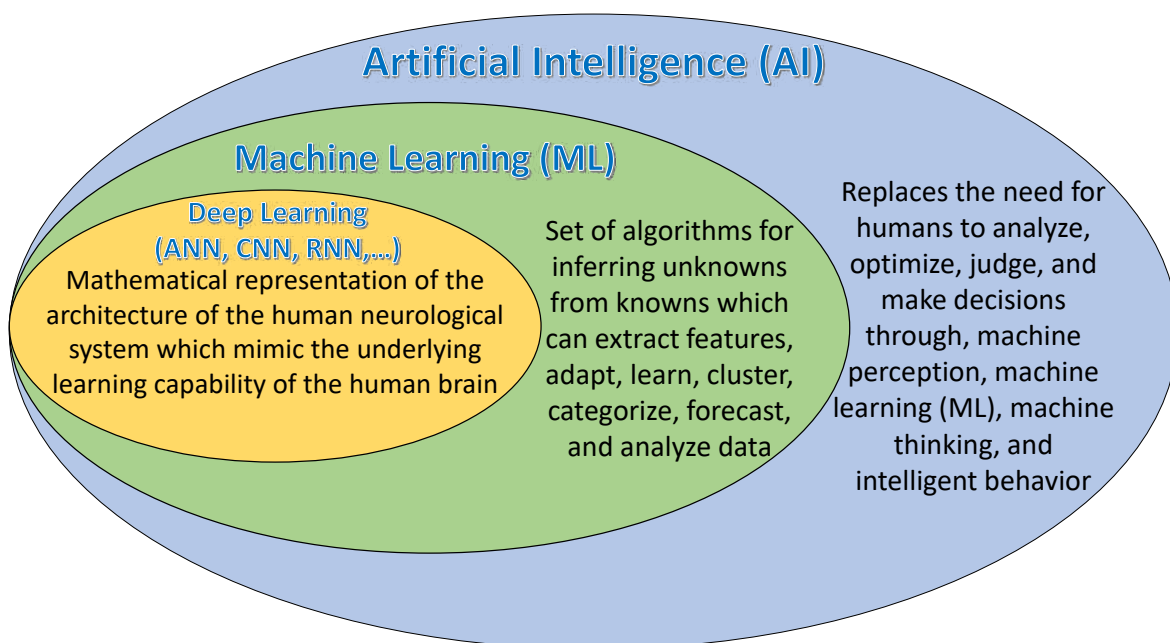 Artificial Intelligence (AI)
Machine Learning (ML)
Deep Learning
(ANN, CNN, RNN,...)
Mathematical representation of the
architecture of the human neurological
system which mimic the underlying
learning capability of the human brain
Set of algorithms for
inferring unknowns
from knowns which
can extract features,
adapt, learn, cluster,
categorize, forecast,
and analyze data
Replaces the need for
humans to analyze,
optimize, judge, and
make decisions
through, machine
perception, machine
learning (ML), machine
thinking, and
intelligent behavior